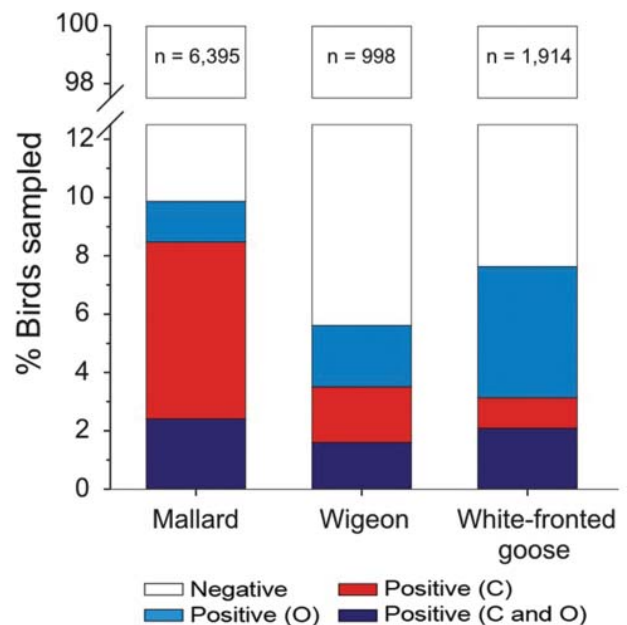 100
98
12
10
8
6
4
2
0
% Birds sampled
n = 6,395
n = 998
n = 1,914
Mallard
Wigeon
White-fronted
goose
Negative
Positive (C)
Positive (O)
Positive (C and O)